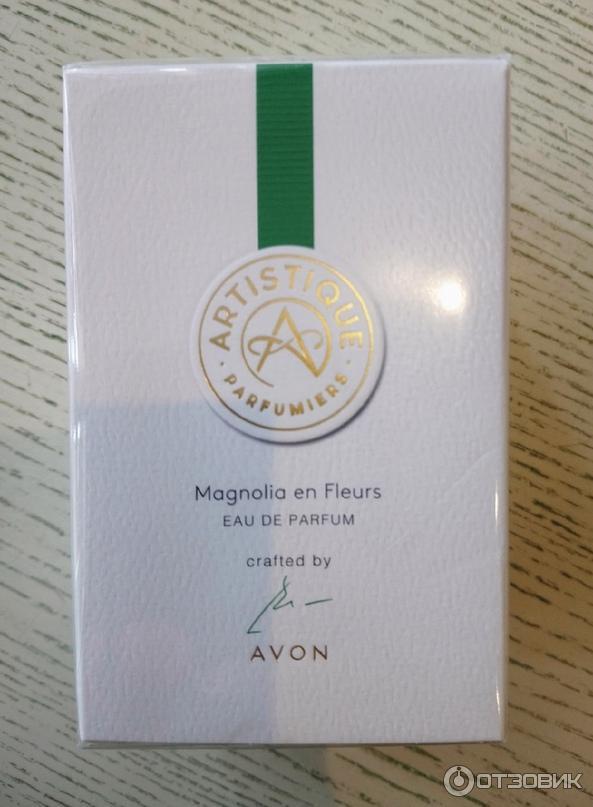 ARTISTIQUE
PARFUMIERS
Magnolia en Fleurs
EAU DE PARFUM
crafted by
AVON
ОТЗОВИК